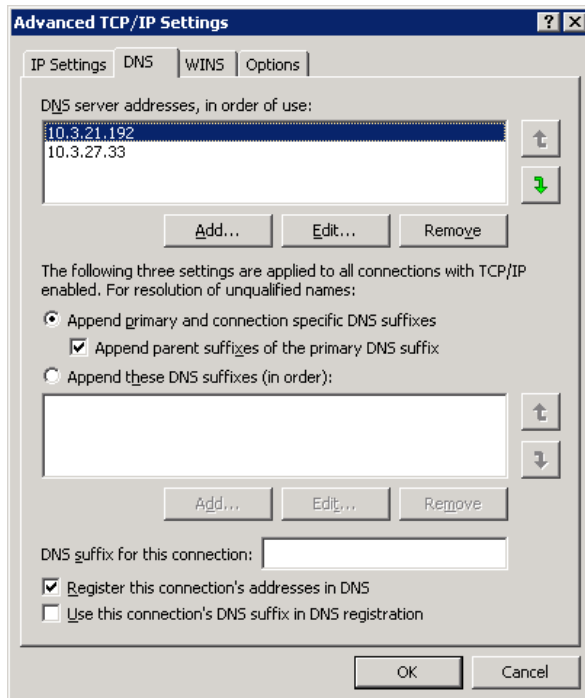 Advanced TCP/IP Settings
IP Settings DNS WINS Options
DNS server addresses, in order of use:
10.3.21.192
10.3.27.33
Add... Edit... Remove
The following three settings are applied to all connections with TCP/IP
enabled. For resolution of unqualified names:
Append primary and connection specific DNS suffixes
Append parent suffixes of the primary DNS suffix
Append these DNS suffixes (in order):
Add... Edit... Remove
DNS suffix for this connection:
Register this connection's addresses in DNS
Use this connection's DNS suffix in DNS registration
OK Cancel